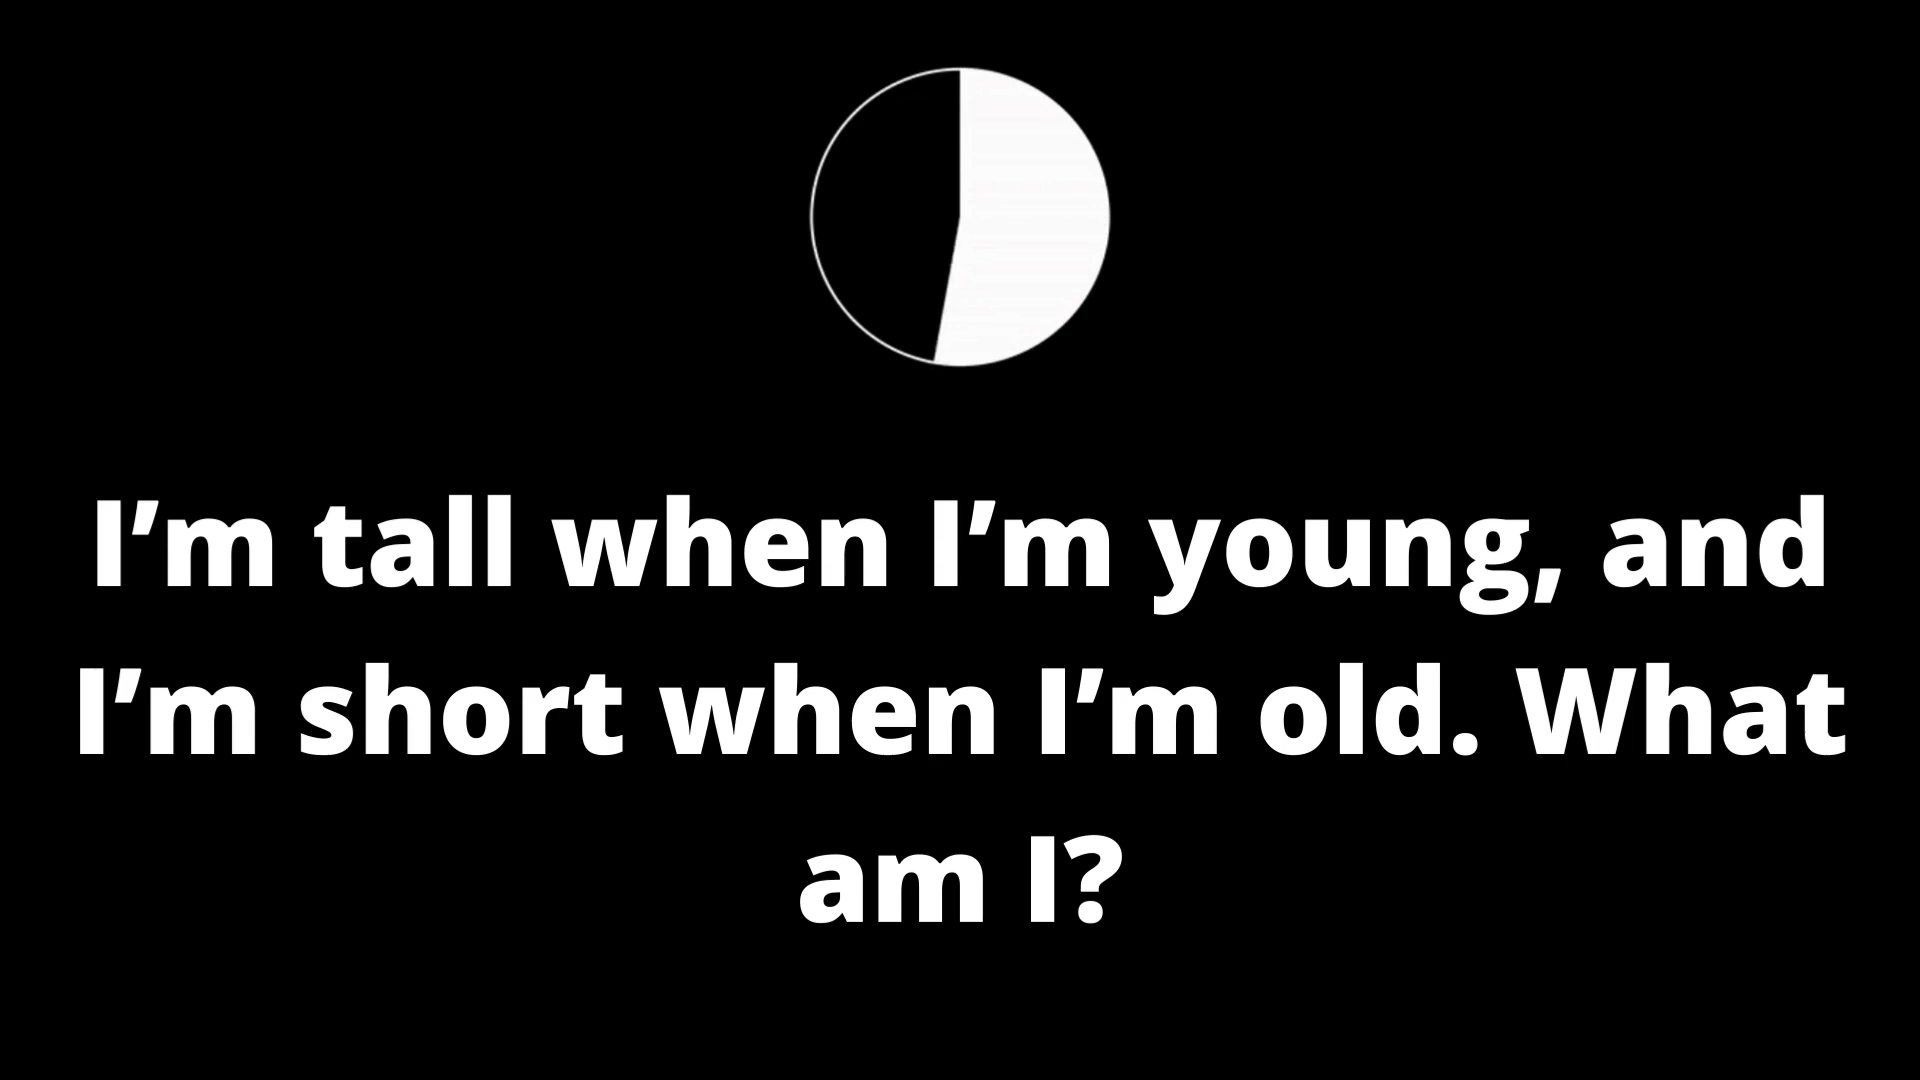 I’m tall when I’m young, and
I’m short when I’m old. What
am I?